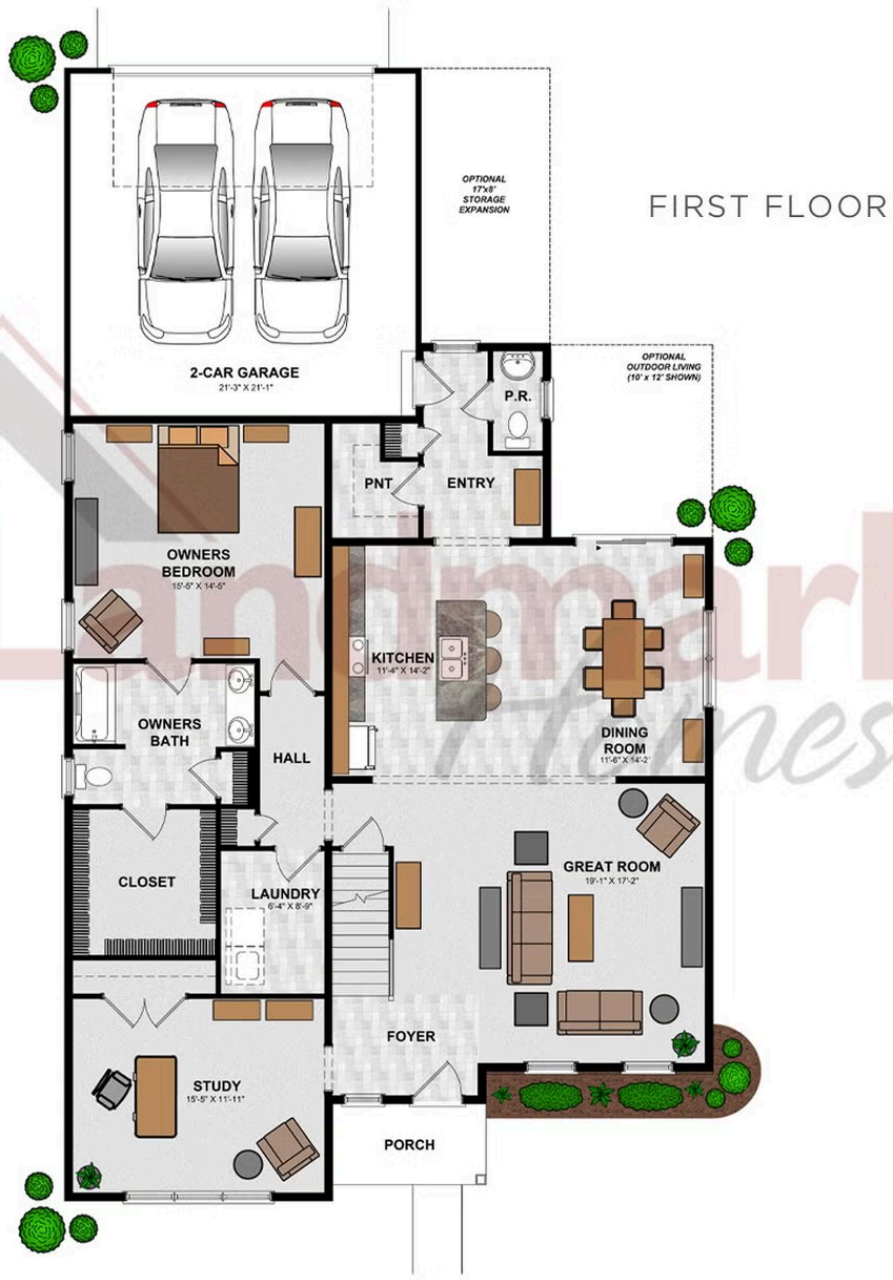 OPTIONAL
17'x8'
STORAGE
EXPANSION
FIRST FLOOR
2-CAR GARAGE
21'-3" X 21'-1"
OPTIONAL
OUTDOOR LIVING
(10' x 12' SHOWN)
P.R.
PNT
ENTRY
OWNERS
BEDROOM
15'-5" X 14'-5"
Landmark
Homes
KITCHEN
11'-4" X 14'-2"
OWNERS
BATH
DINING
ROOM
11'-6" X 14'-2'
HALL
GREAT ROOM
19'-1" X 17'-2"
CLOSET
LAUNDRY
6'-4" X 8'-9"
FOYER
STUDY
15'-5" X 11'-11"
PORCH